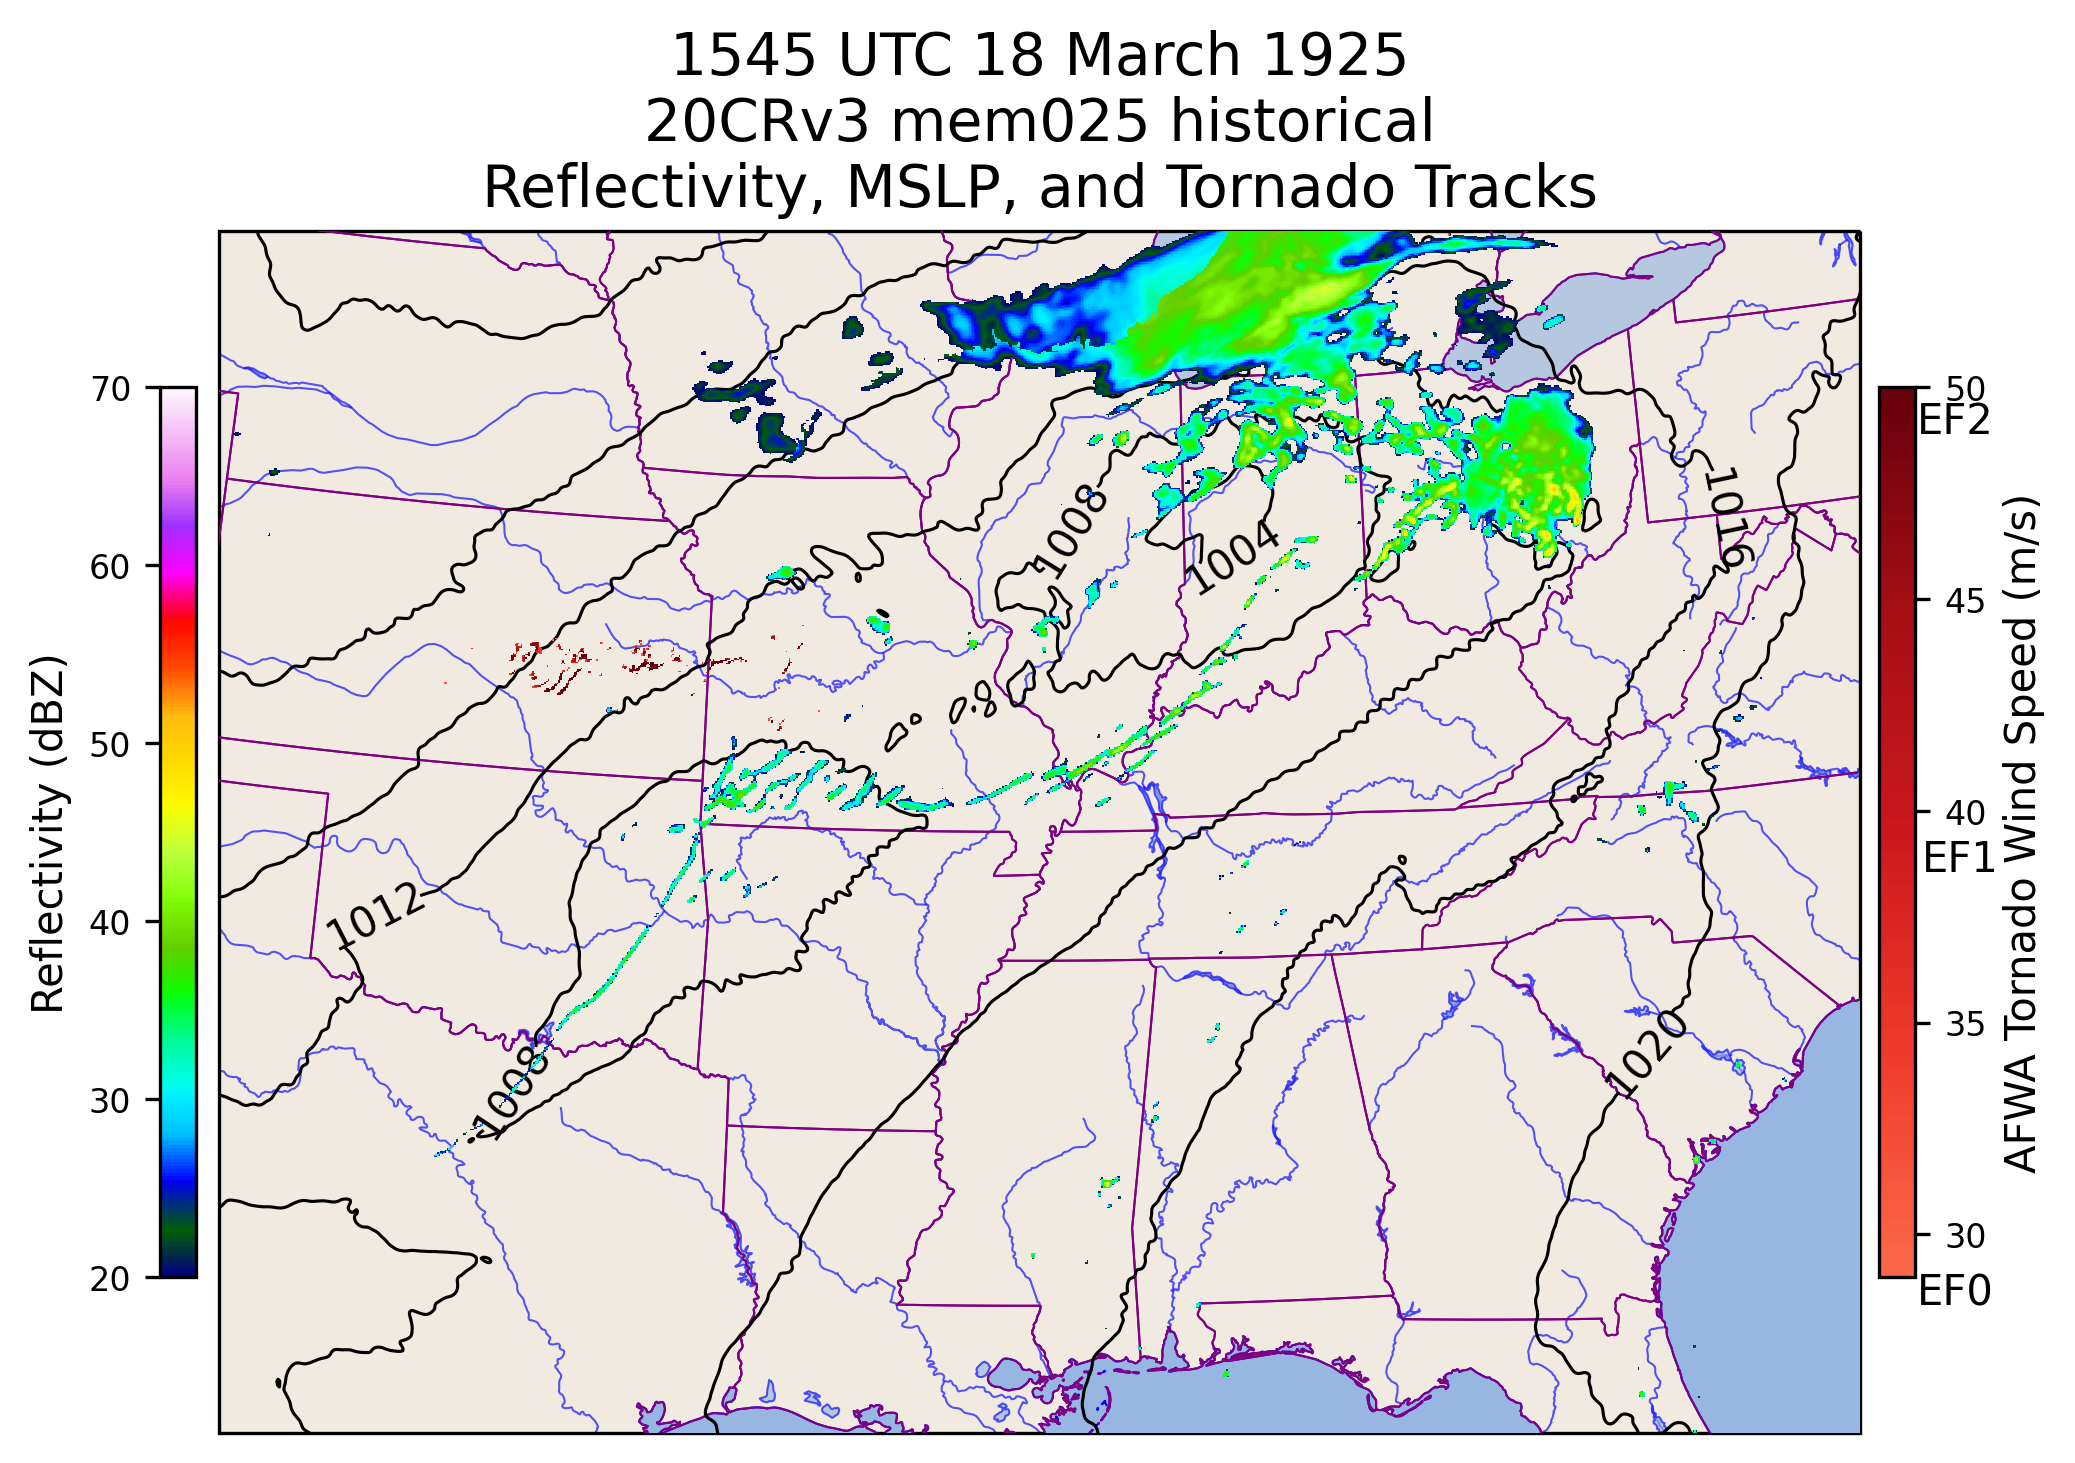 1545 UTC 18 March 1925
20CRv3 mem025 historical
Reflectivity, MSLP, and Tornado Tracks
70
60
50
40
30
20
Reflectivity (dBZ)
1008
1004
1016
1012
1008
1020
50
EF2
45
40
EF1
35
30
EF0
AFWA Tornado Wind Speed (m/s)